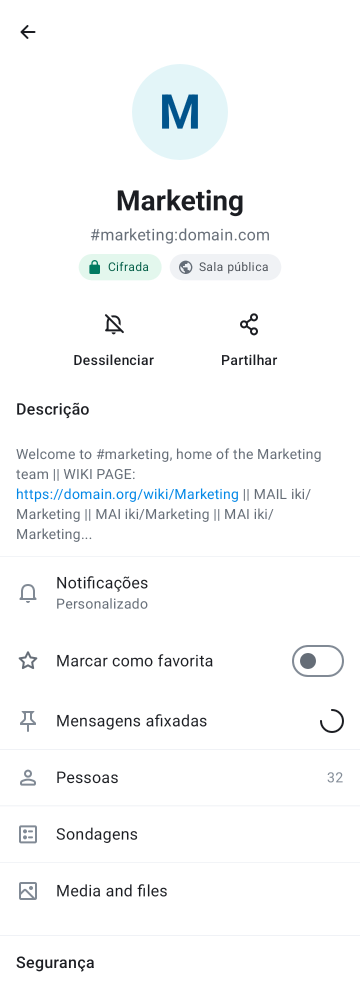 M
Marketing
#marketing:domain.com
Cifrada
Sala pública
Dessilenciar
Partilhar
Descrição
Welcome to #marketing, home of the Marketing
team || WIKI PAGE:
https://domain.org/wiki/Marketing || MAIL iki/
Marketing || MAI iki/Marketing || MAI iki/
Marketing...
Notificações
Personalizado
Marcar como favorita
Mensagens afixadas
Pessoas 32
Sondagens
Media and files
Segurança